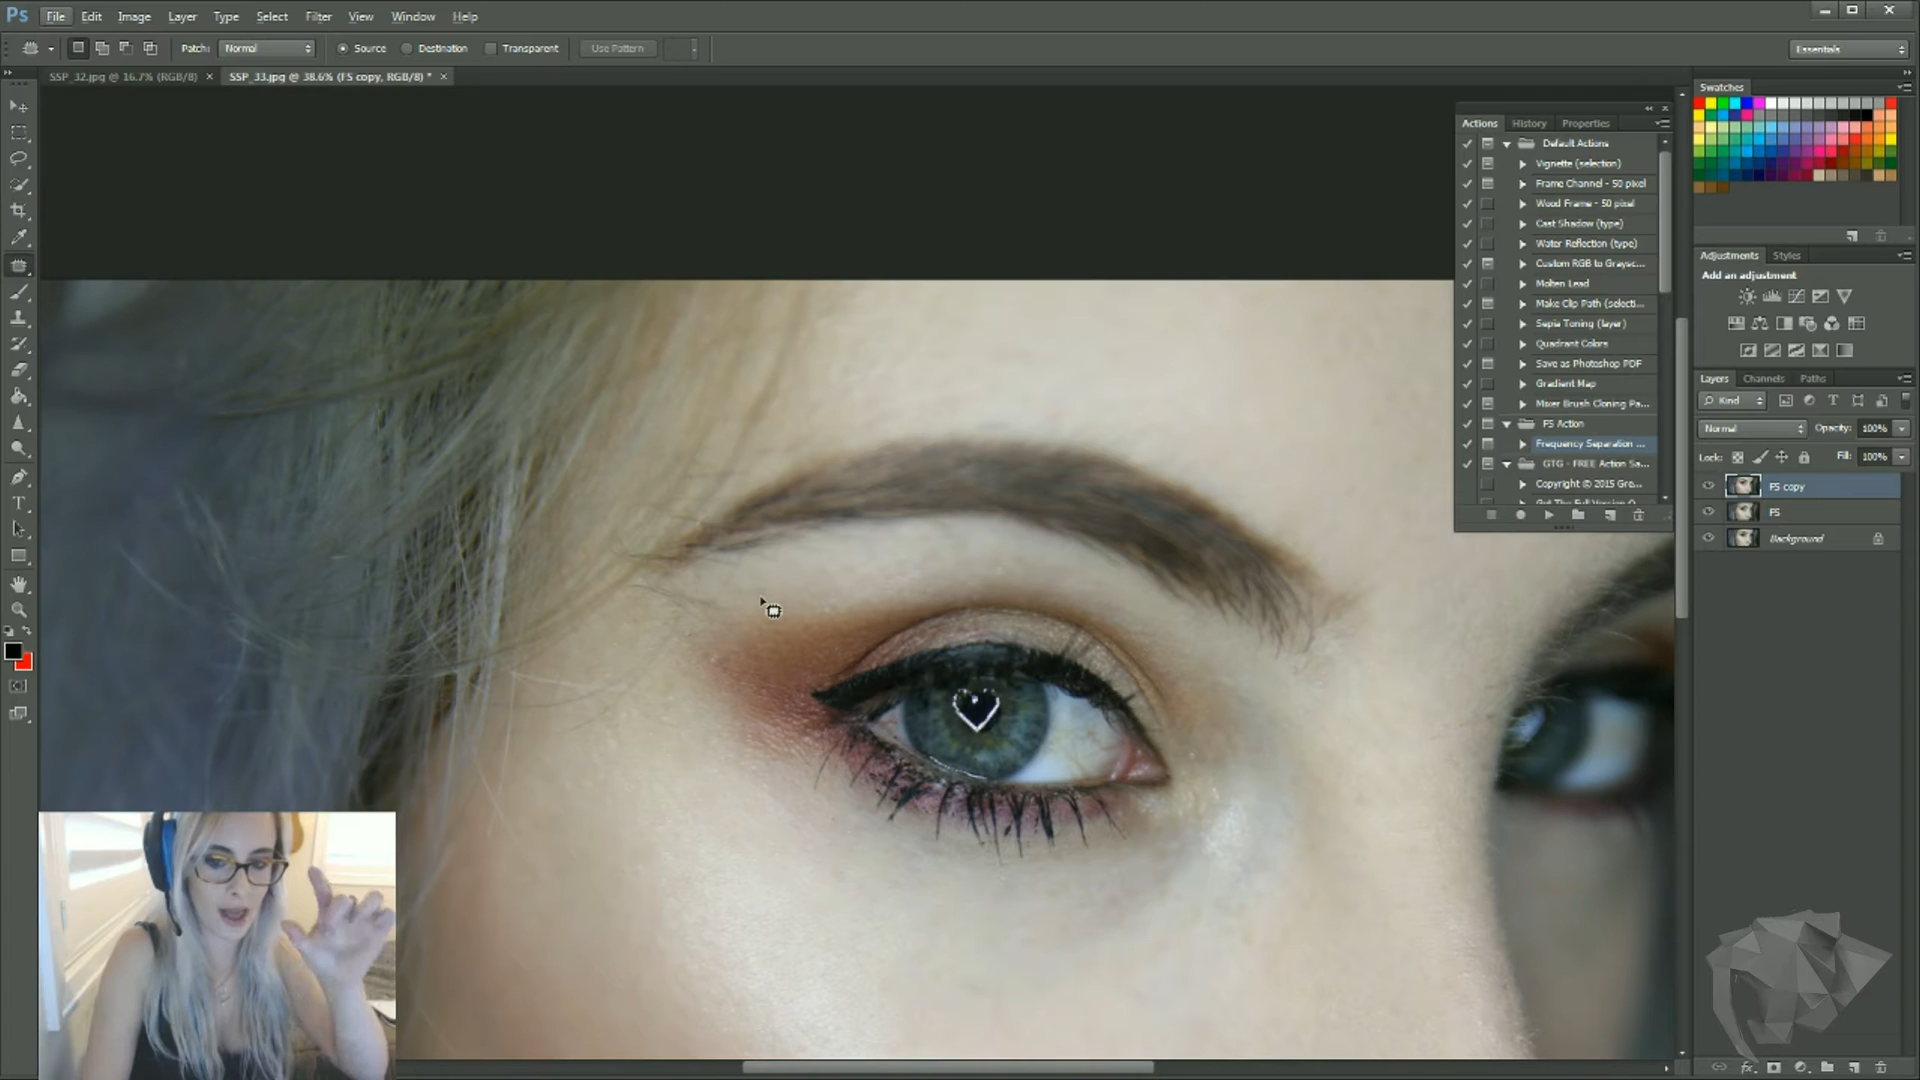 Ps File Edit Image Layer Type Select Filter View Window Help
Patch: Normal Source Destination Transparent Use Pattern Essentials
SSP_32.jpg @ 16.7% (RGB/8) × SSP_33.jpg @ 38.6% (FS copy, RGB/8) * ×
Swatches
Actions History Properties
Default Actions
Vignette (selection)
Frame Channel - 50 pixel
Wood Frame - 50 pixel
Cast Shadow (type)
Water Reflection (type)
Custom RGB to Graysc...
Molten Lead
Make Clip Path (selecti...
Sepia Toning (layer)
Quadrant Colors
Save as Photoshop PDF
Gradient Map
Mixer Brush Cloning Pa...
FS Action
Frequency Separation ...
GTG - FREE Action Sa...
Copyright © 2015 Gre...
Adjustments Styles
Add an adjustment
Layers Channels Paths
Kind
Normal Opacity: 100%
Lock: Fill: 100%
FS copy
FS
Background